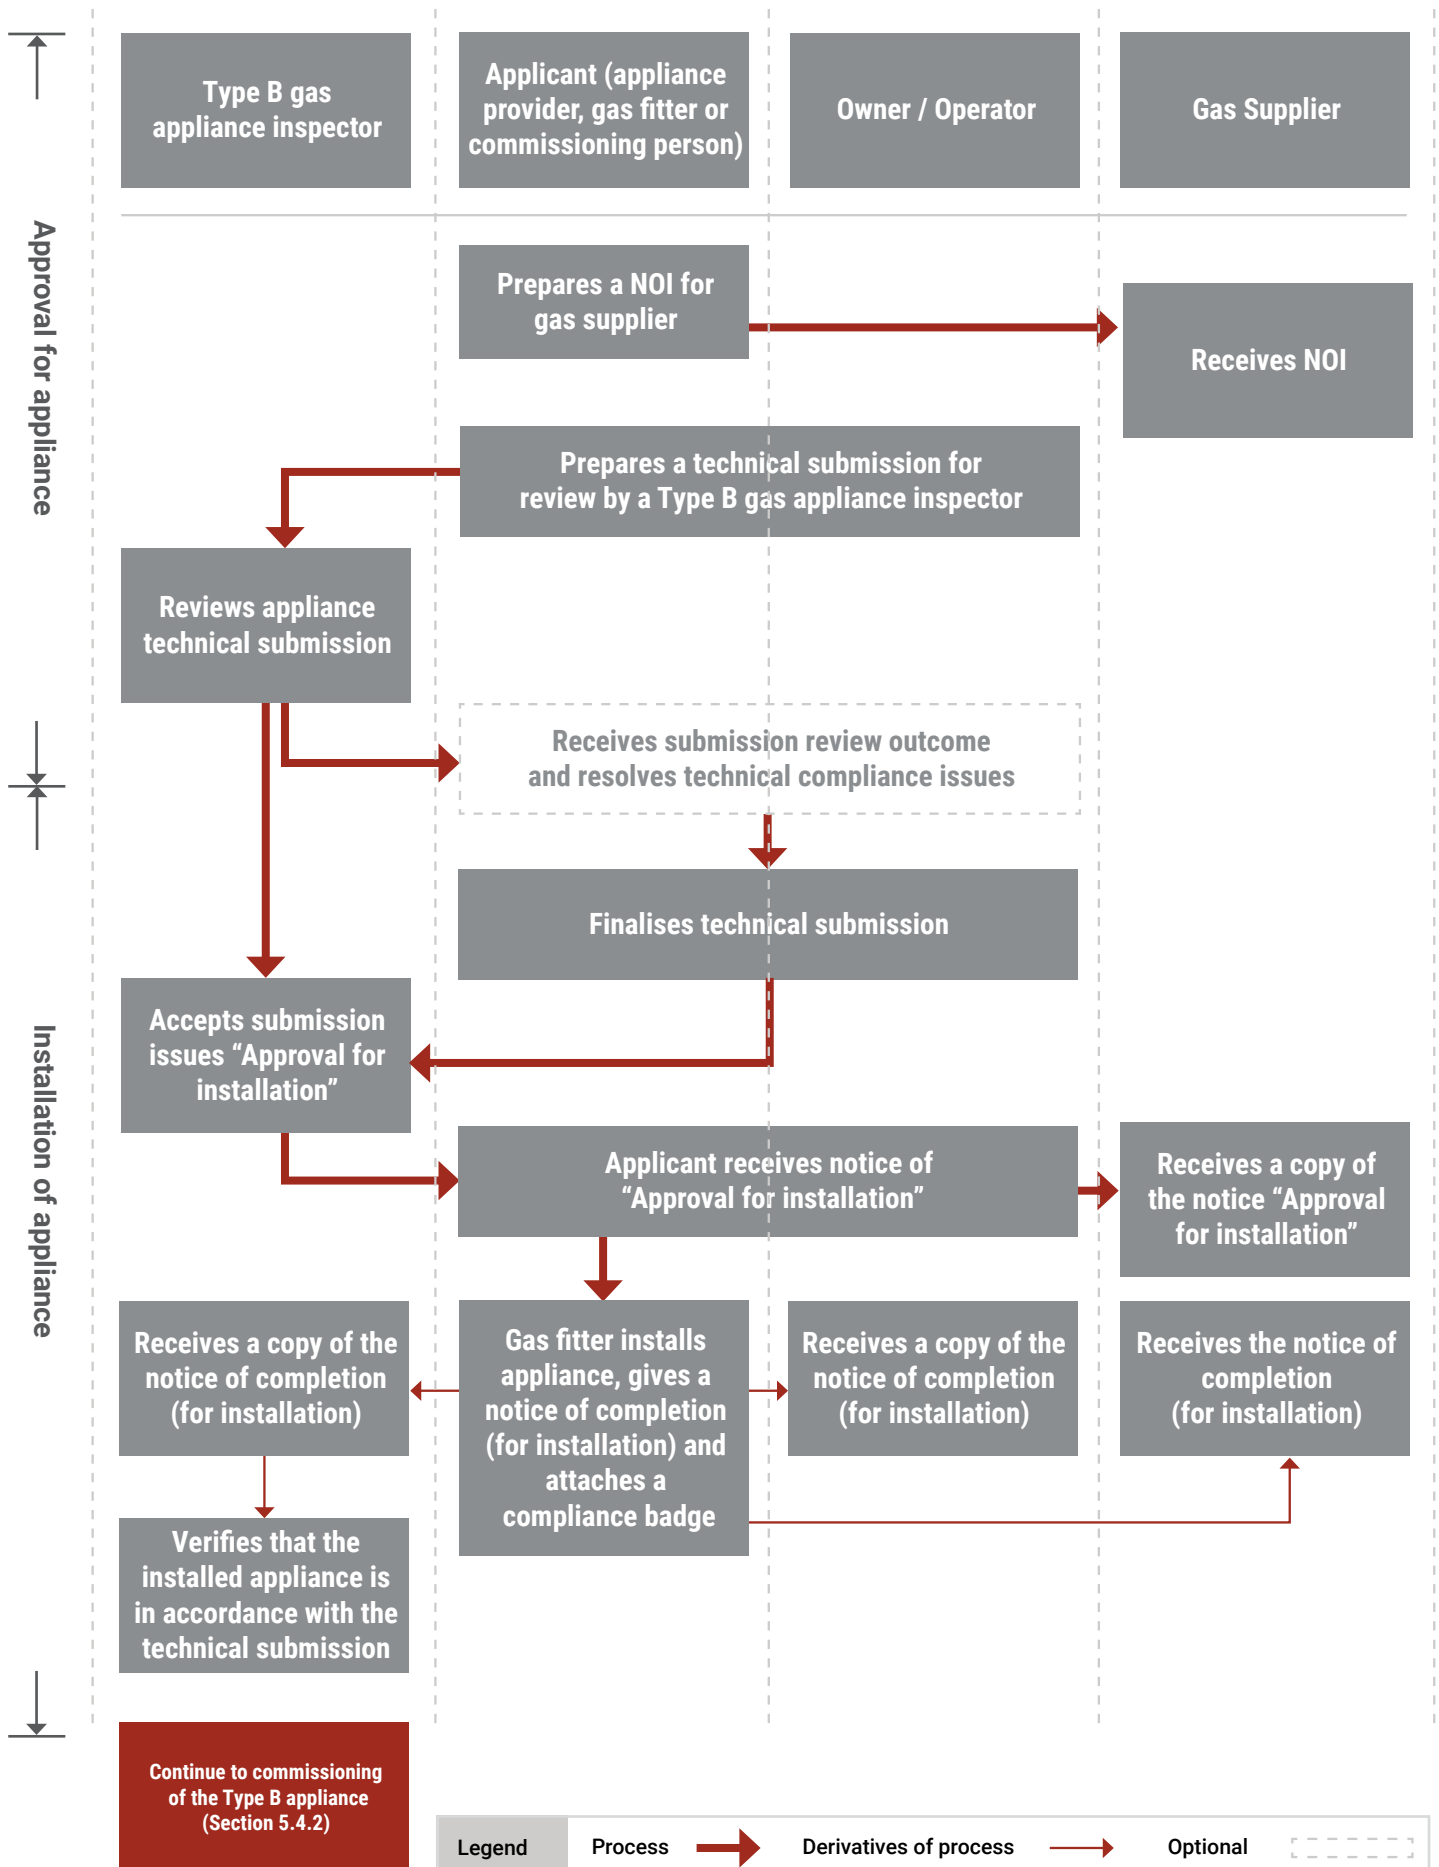 Type B gas
appliance inspector
Applicant (appliance
provider, gas fitter or
commissioning person)
Owner / Operator
Gas Supplier
Approval for appliance
Prepares a NOI for
gas supplier
Receives NOI
Prepares a technical submission for
review by a Type B gas appliance inspector
Reviews appliance
technical submission
Receives submission review outcome
and resolves technical compliance issues
Finalises technical submission
Installation of appliance
Accepts submission
issues “Approval for
installation”
Applicant receives notice of
“Approval for installation”
Receives a copy of
the notice “Approval
for installation”
Receives a copy of the
notice of completion
(for installation)
Gas fitter installs
appliance, gives a
notice of completion
(for installation) and
attaches a
compliance badge
Receives a copy of the
notice of completion
(for installation)
Receives the notice of
completion
(for installation)
Verifies that the
installed appliance is
in accordance with the
technical submission
Continue to commissioning
of the Type B appliance
(Section 5.4.2)
Legend
Process
Derivatives of process
Optional